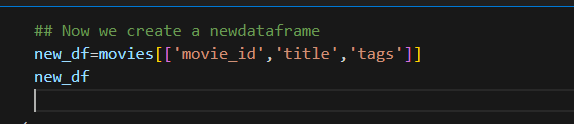 ## Now we create a newdataframe
new_df=movies[['movie_id','title','tags']]
new_df